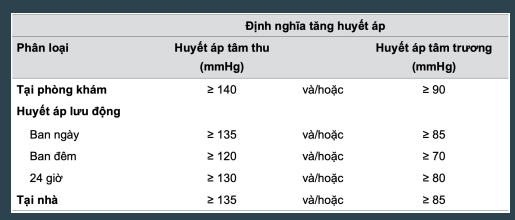 Định nghĩa tăng huyết áp
Phân loại Huyết áp tâm thu Huyết áp tâm trương
(mmHg) (mmHg)
Tại phòng khám ≥ 140 và/hoặc ≥ 90
Huyết áp lưu động
Ban ngày ≥ 135 và/hoặc ≥ 85
Ban đêm ≥ 120 và/hoặc ≥ 70
24 giờ ≥ 130 và/hoặc ≥ 80
Tại nhà ≥ 135 và/hoặc ≥ 85